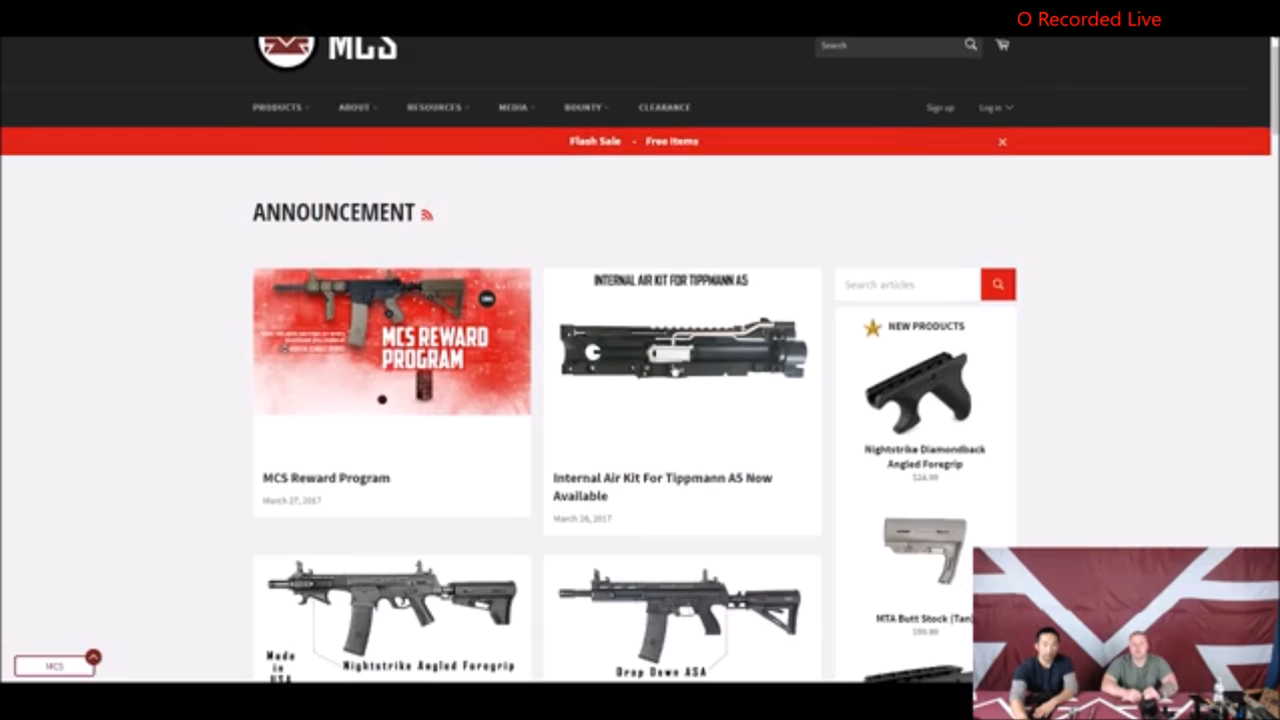 O Recorded Live
MCS
Search
PRODUCTS
ABOUT
RESOURCES
MEDIA
BOUNTY
CLEARANCE
Sign up
Log in
Flash Sale - Free Items
ANNOUNCEMENT
MCS REWARD
PROGRAM
MCS Reward Program
March 27, 2017
INTERNAL AIR KIT FOR TIPPMANN A5
Internal Air Kit For Tippmann A5 Now
Available
March 26, 2017
Search articles
NEW PRODUCTS
Nightstrike Diamondback
Angled Foregrip
$24.99
MTA Butt Stock (Tan)
Made
in
USA
Nightstrike Angled Foregrip
Drop Down ASA
MCS